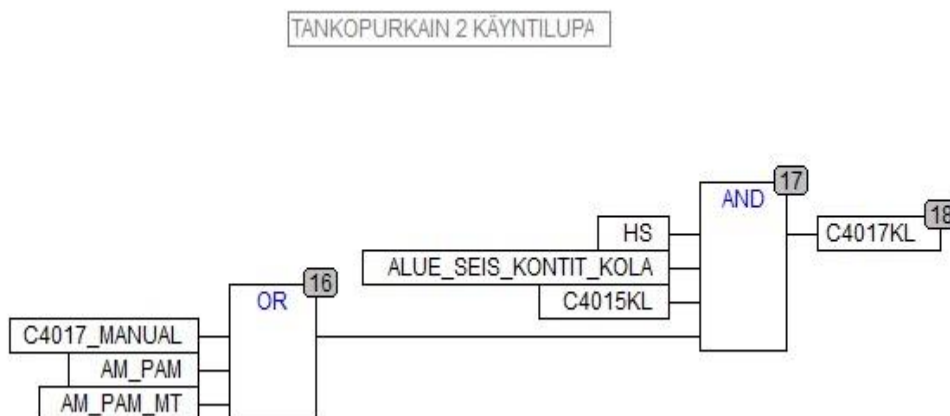 TANKOPURKAIN 2 KÄYNTILUPA
17
AND
18
HS
C4017KL
ALUE_SEIS_KONTIT_KOLA
16
C4015KL
OR
C4017_MANUAL
AM_PAM
AM_PAM_MT